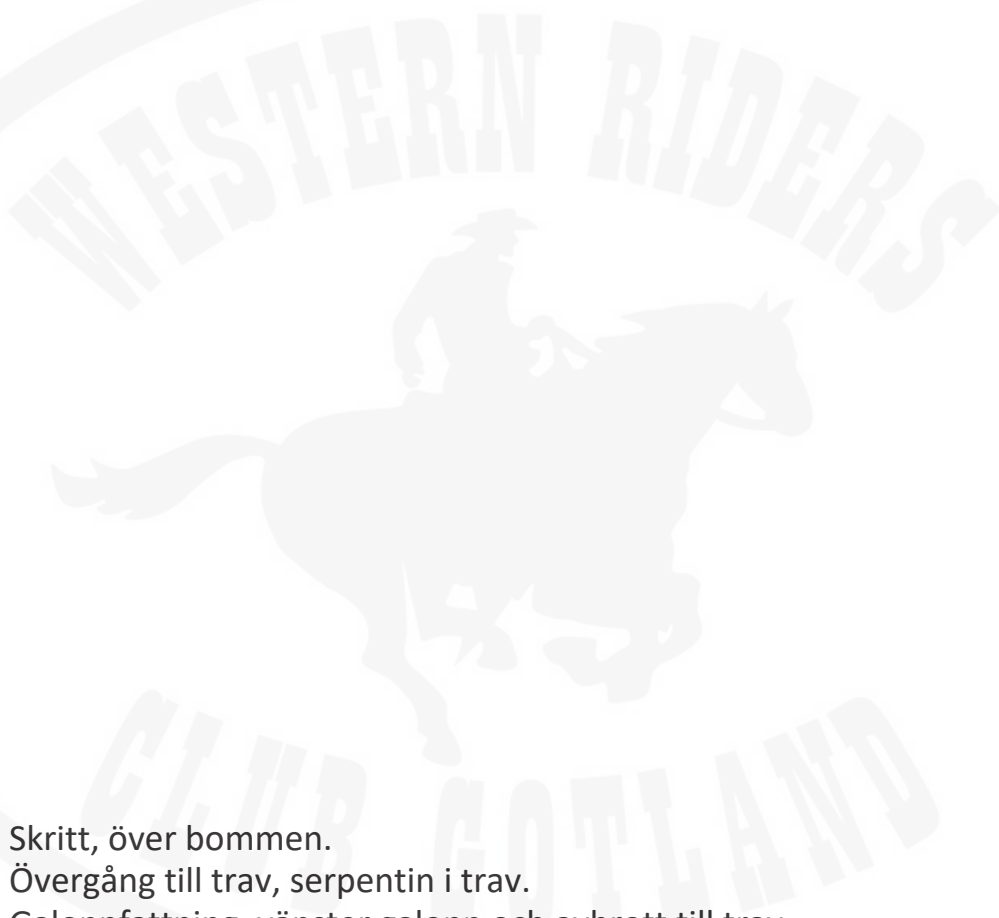 WESTERN RIDERS
CLUB GOTLAND
Skritt, över bommen.
Övergång till trav, serpentin i trav.